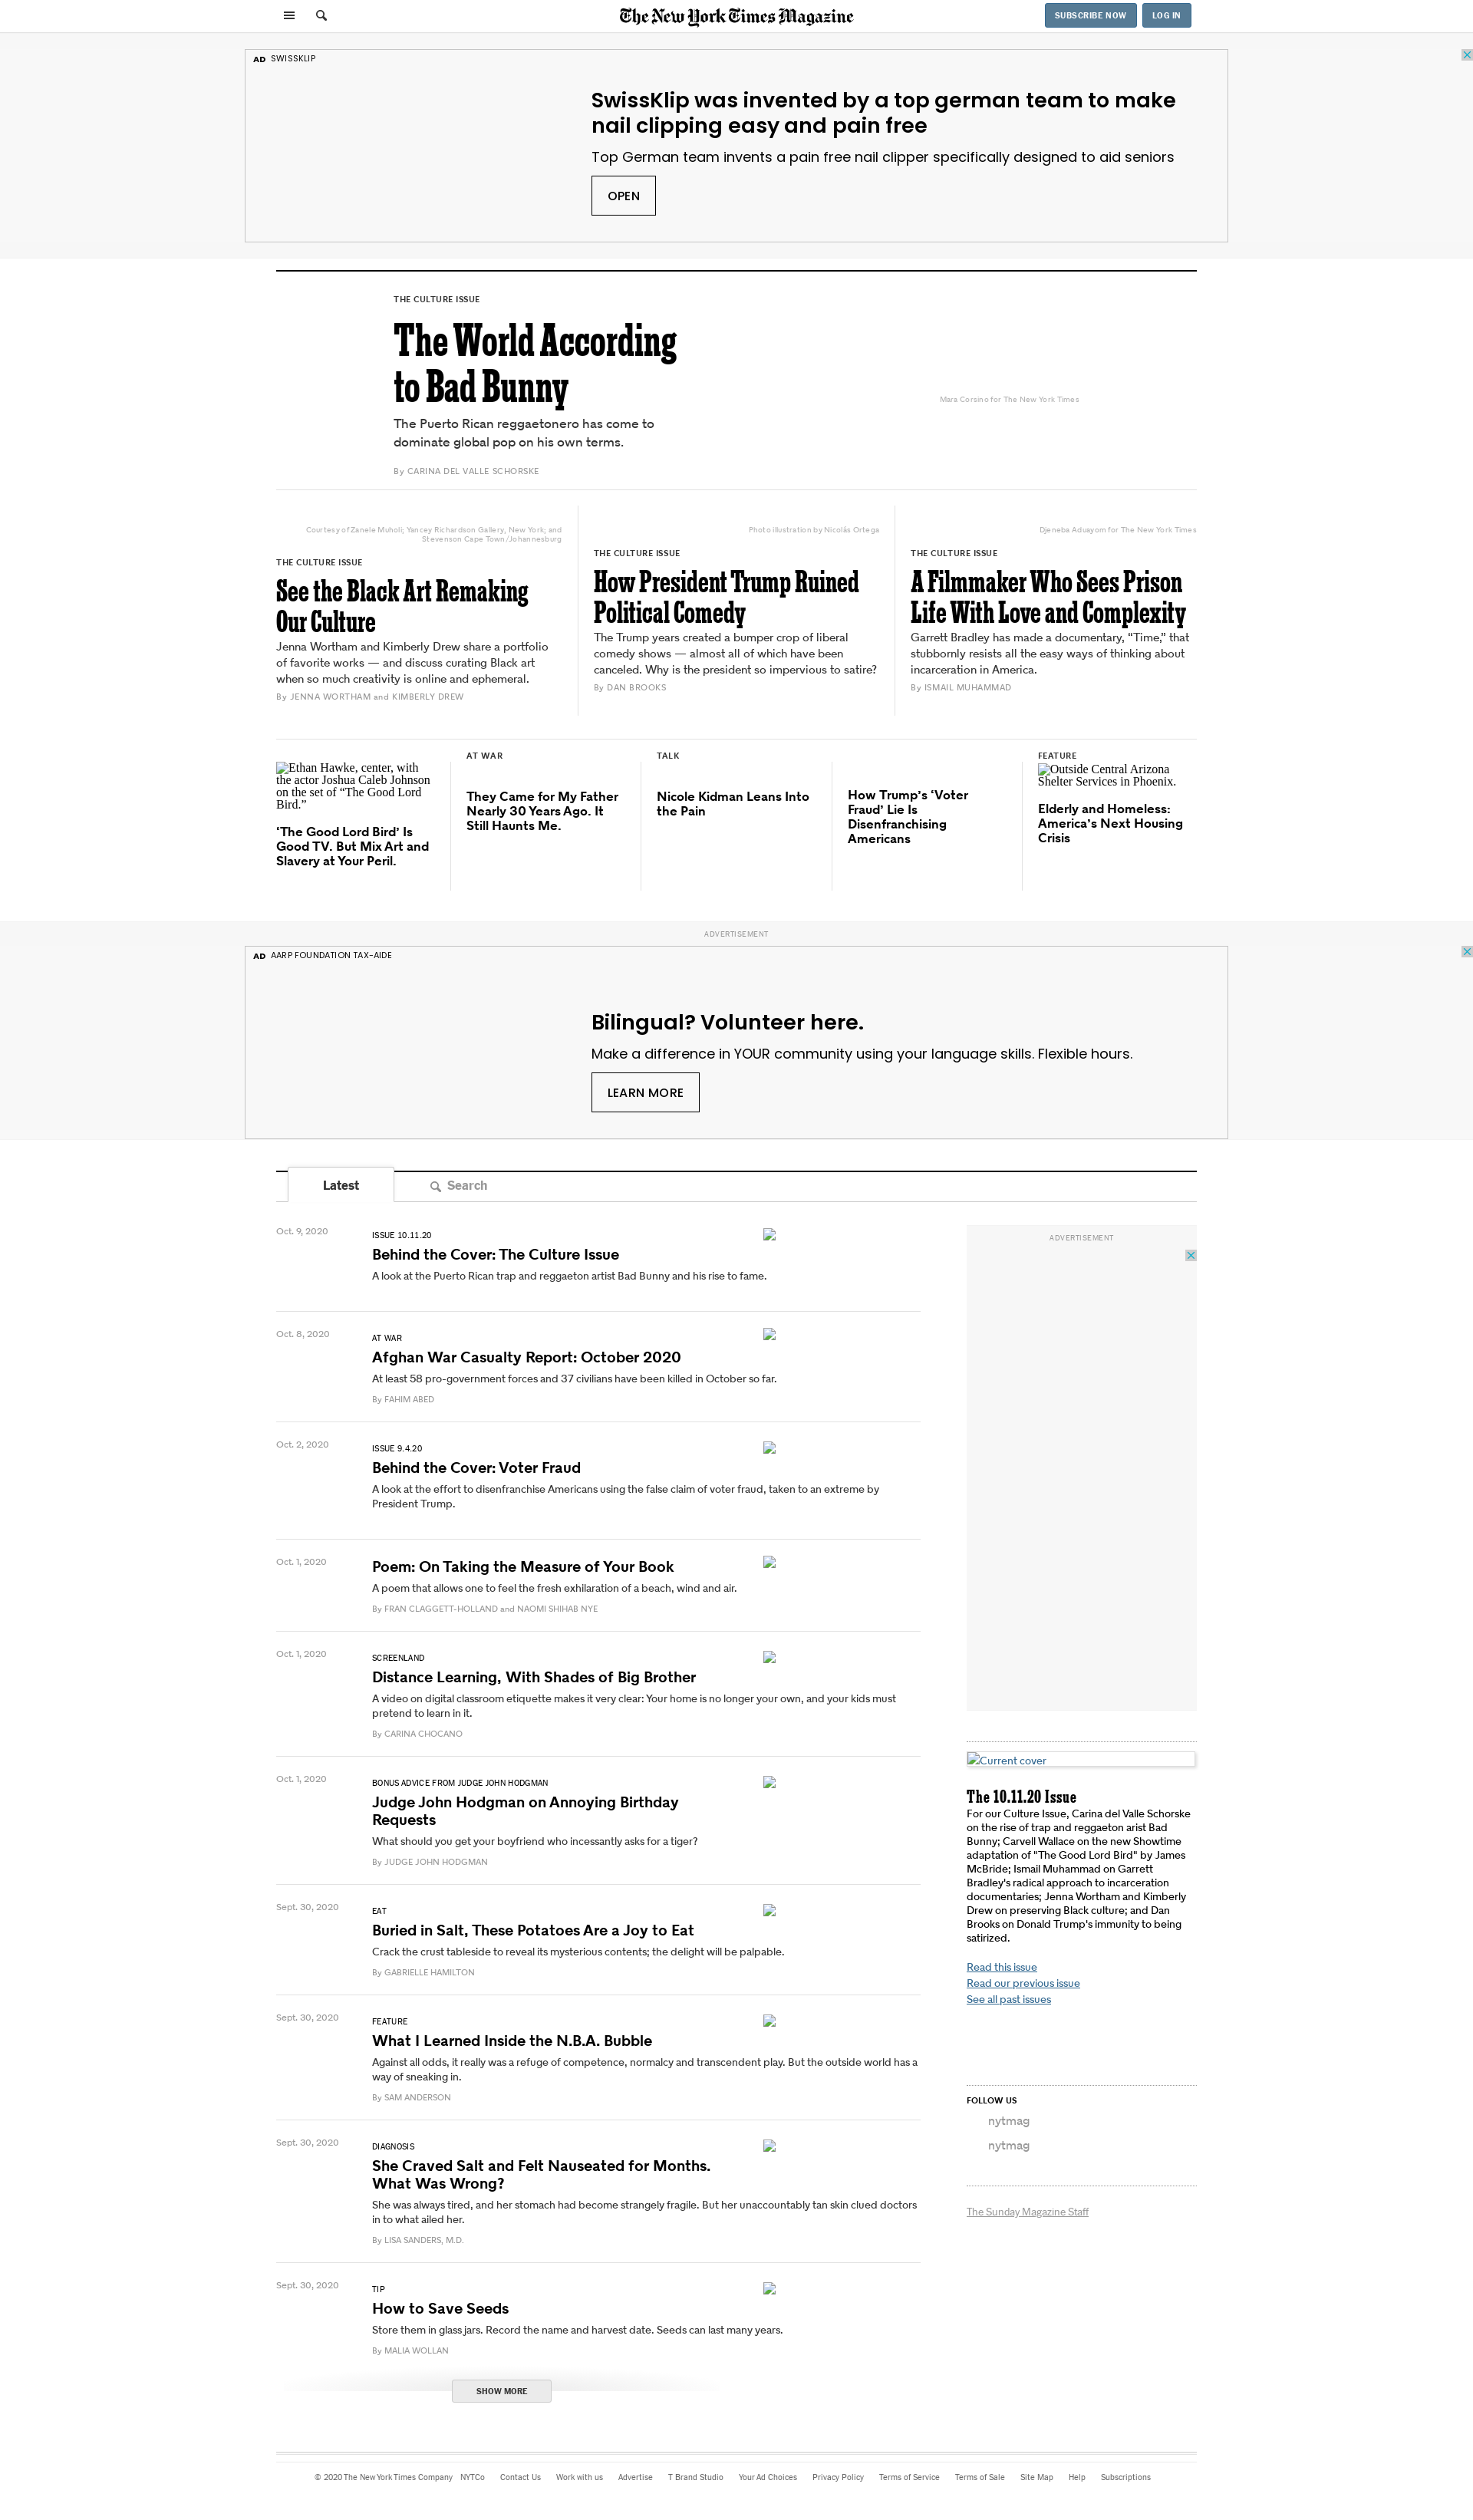 The New York Times Magazine
SUBSCRIBE NOW
LOG IN
AD SWISSKLIP
SwissKlip was invented by a top german team to make
nail clipping easy and pain free
Top German team invents a pain free nail clipper specifically designed to aid seniors
OPEN
THE CULTURE ISSUE
The World According
to Bad Bunny
The Puerto Rican reggaetonero has come to
dominate global pop on his own terms.
By CARINA DEL VALLE SCHORSKE
Mara Corsino for The New York Times
Courtesy of Zanele Muholi; Yancey Richardson Gallery, New York; and
Stevenson Cape Town/Johannesburg
THE CULTURE ISSUE
See the Black Art Remaking
Our Culture
Jenna Wortham and Kimberly Drew share a portfolio
of favorite works — and discuss curating Black art
when so much creativity is online and ephemeral.
By JENNA WORTHAM and KIMBERLY DREW
Photo illustration by Nicolás Ortega
THE CULTURE ISSUE
How President Trump Ruined
Political Comedy
The Trump years created a bumper crop of liberal
comedy shows — almost all of which have been
canceled. Why is the president so impervious to satire?
By DAN BROOKS
Djeneba Aduayom for The New York Times
THE CULTURE ISSUE
A Filmmaker Who Sees Prison
Life With Love and Complexity
Garrett Bradley has made a documentary, “Time,” that
stubbornly resists all the easy ways of thinking about
incarceration in America.
By ISMAIL MUHAMMAD
Ethan Hawke, center, with
the actor Joshua Caleb Johnson
on the set of “The Good Lord
Bird.”
‘The Good Lord Bird’ Is
Good TV. But Mix Art and
Slavery at Your Peril.
AT WAR
They Came for My Father
Nearly 30 Years Ago. It
Still Haunts Me.
TALK
Nicole Kidman Leans Into
the Pain
How Trump’s ‘Voter
Fraud’ Lie Is
Disenfranchising
Americans
FEATURE
Outside Central Arizona
Shelter Services in Phoenix.
Elderly and Homeless:
America’s Next Housing
Crisis
ADVERTISEMENT
AD AARP FOUNDATION TAX-AIDE
Bilingual? Volunteer here.
Make a difference in YOUR community using your language skills. Flexible hours.
LEARN MORE
Latest
Search
Oct. 9, 2020
ISSUE 10.11.20
Behind the Cover: The Culture Issue
A look at the Puerto Rican trap and reggaeton artist Bad Bunny and his rise to fame.
Oct. 8, 2020
AT WAR
Afghan War Casualty Report: October 2020
At least 58 pro-government forces and 37 civilians have been killed in October so far.
By FAHIM ABED
Oct. 2, 2020
ISSUE 9.4.20
Behind the Cover: Voter Fraud
A look at the effort to disenfranchise Americans using the false claim of voter fraud, taken to an extreme by
President Trump.
Oct. 1, 2020
Poem: On Taking the Measure of Your Book
A poem that allows one to feel the fresh exhilaration of a beach, wind and air.
By FRAN CLAGGETT-HOLLAND and NAOMI SHIHAB NYE
Oct. 1, 2020
SCREENLAND
Distance Learning, With Shades of Big Brother
A video on digital classroom etiquette makes it very clear: Your home is no longer your own, and your kids must
pretend to learn in it.
By CARINA CHOCANO
Oct. 1, 2020
BONUS ADVICE FROM JUDGE JOHN HODGMAN
Judge John Hodgman on Annoying Birthday
Requests
What should you get your boyfriend who incessantly asks for a tiger?
By JUDGE JOHN HODGMAN
Sept. 30, 2020
EAT
Buried in Salt, These Potatoes Are a Joy to Eat
Crack the crust tableside to reveal its mysterious contents; the delight will be palpable.
By GABRIELLE HAMILTON
Sept. 30, 2020
FEATURE
What I Learned Inside the N.B.A. Bubble
Against all odds, it really was a refuge of competence, normalcy and transcendent play. But the outside world has a
way of sneaking in.
By SAM ANDERSON
Sept. 30, 2020
DIAGNOSIS
She Craved Salt and Felt Nauseated for Months.
What Was Wrong?
She was always tired, and her stomach had become strangely fragile. But her unaccountably tan skin clued doctors
in to what ailed her.
By LISA SANDERS, M.D.
Sept. 30, 2020
TIP
How to Save Seeds
Store them in glass jars. Record the name and harvest date. Seeds can last many years.
By MALIA WOLLAN
SHOW MORE
ADVERTISEMENT
Current cover
The 10.11.20 Issue
For our Culture Issue, Carina del Valle Schorske
on the rise of trap and reggaeton arist Bad
Bunny; Carvell Wallace on the new Showtime
adaptation of "The Good Lord Bird" by James
McBride; Ismail Muhammad on Garrett
Bradley's radical approach to incarceration
documentaries; Jenna Wortham and Kimberly
Drew on preserving Black culture; and Dan
Brooks on Donald Trump's immunity to being
satirized.
Read this issue
Read our previous issue
See all past issues
FOLLOW US
nytmag
nytmag
The Sunday Magazine Staff
© 2020 The New York Times Company NYTCo Contact Us Work with us Advertise T Brand Studio Your Ad Choices Privacy Policy Terms of Service Terms of Sale Site Map Help Subscriptions